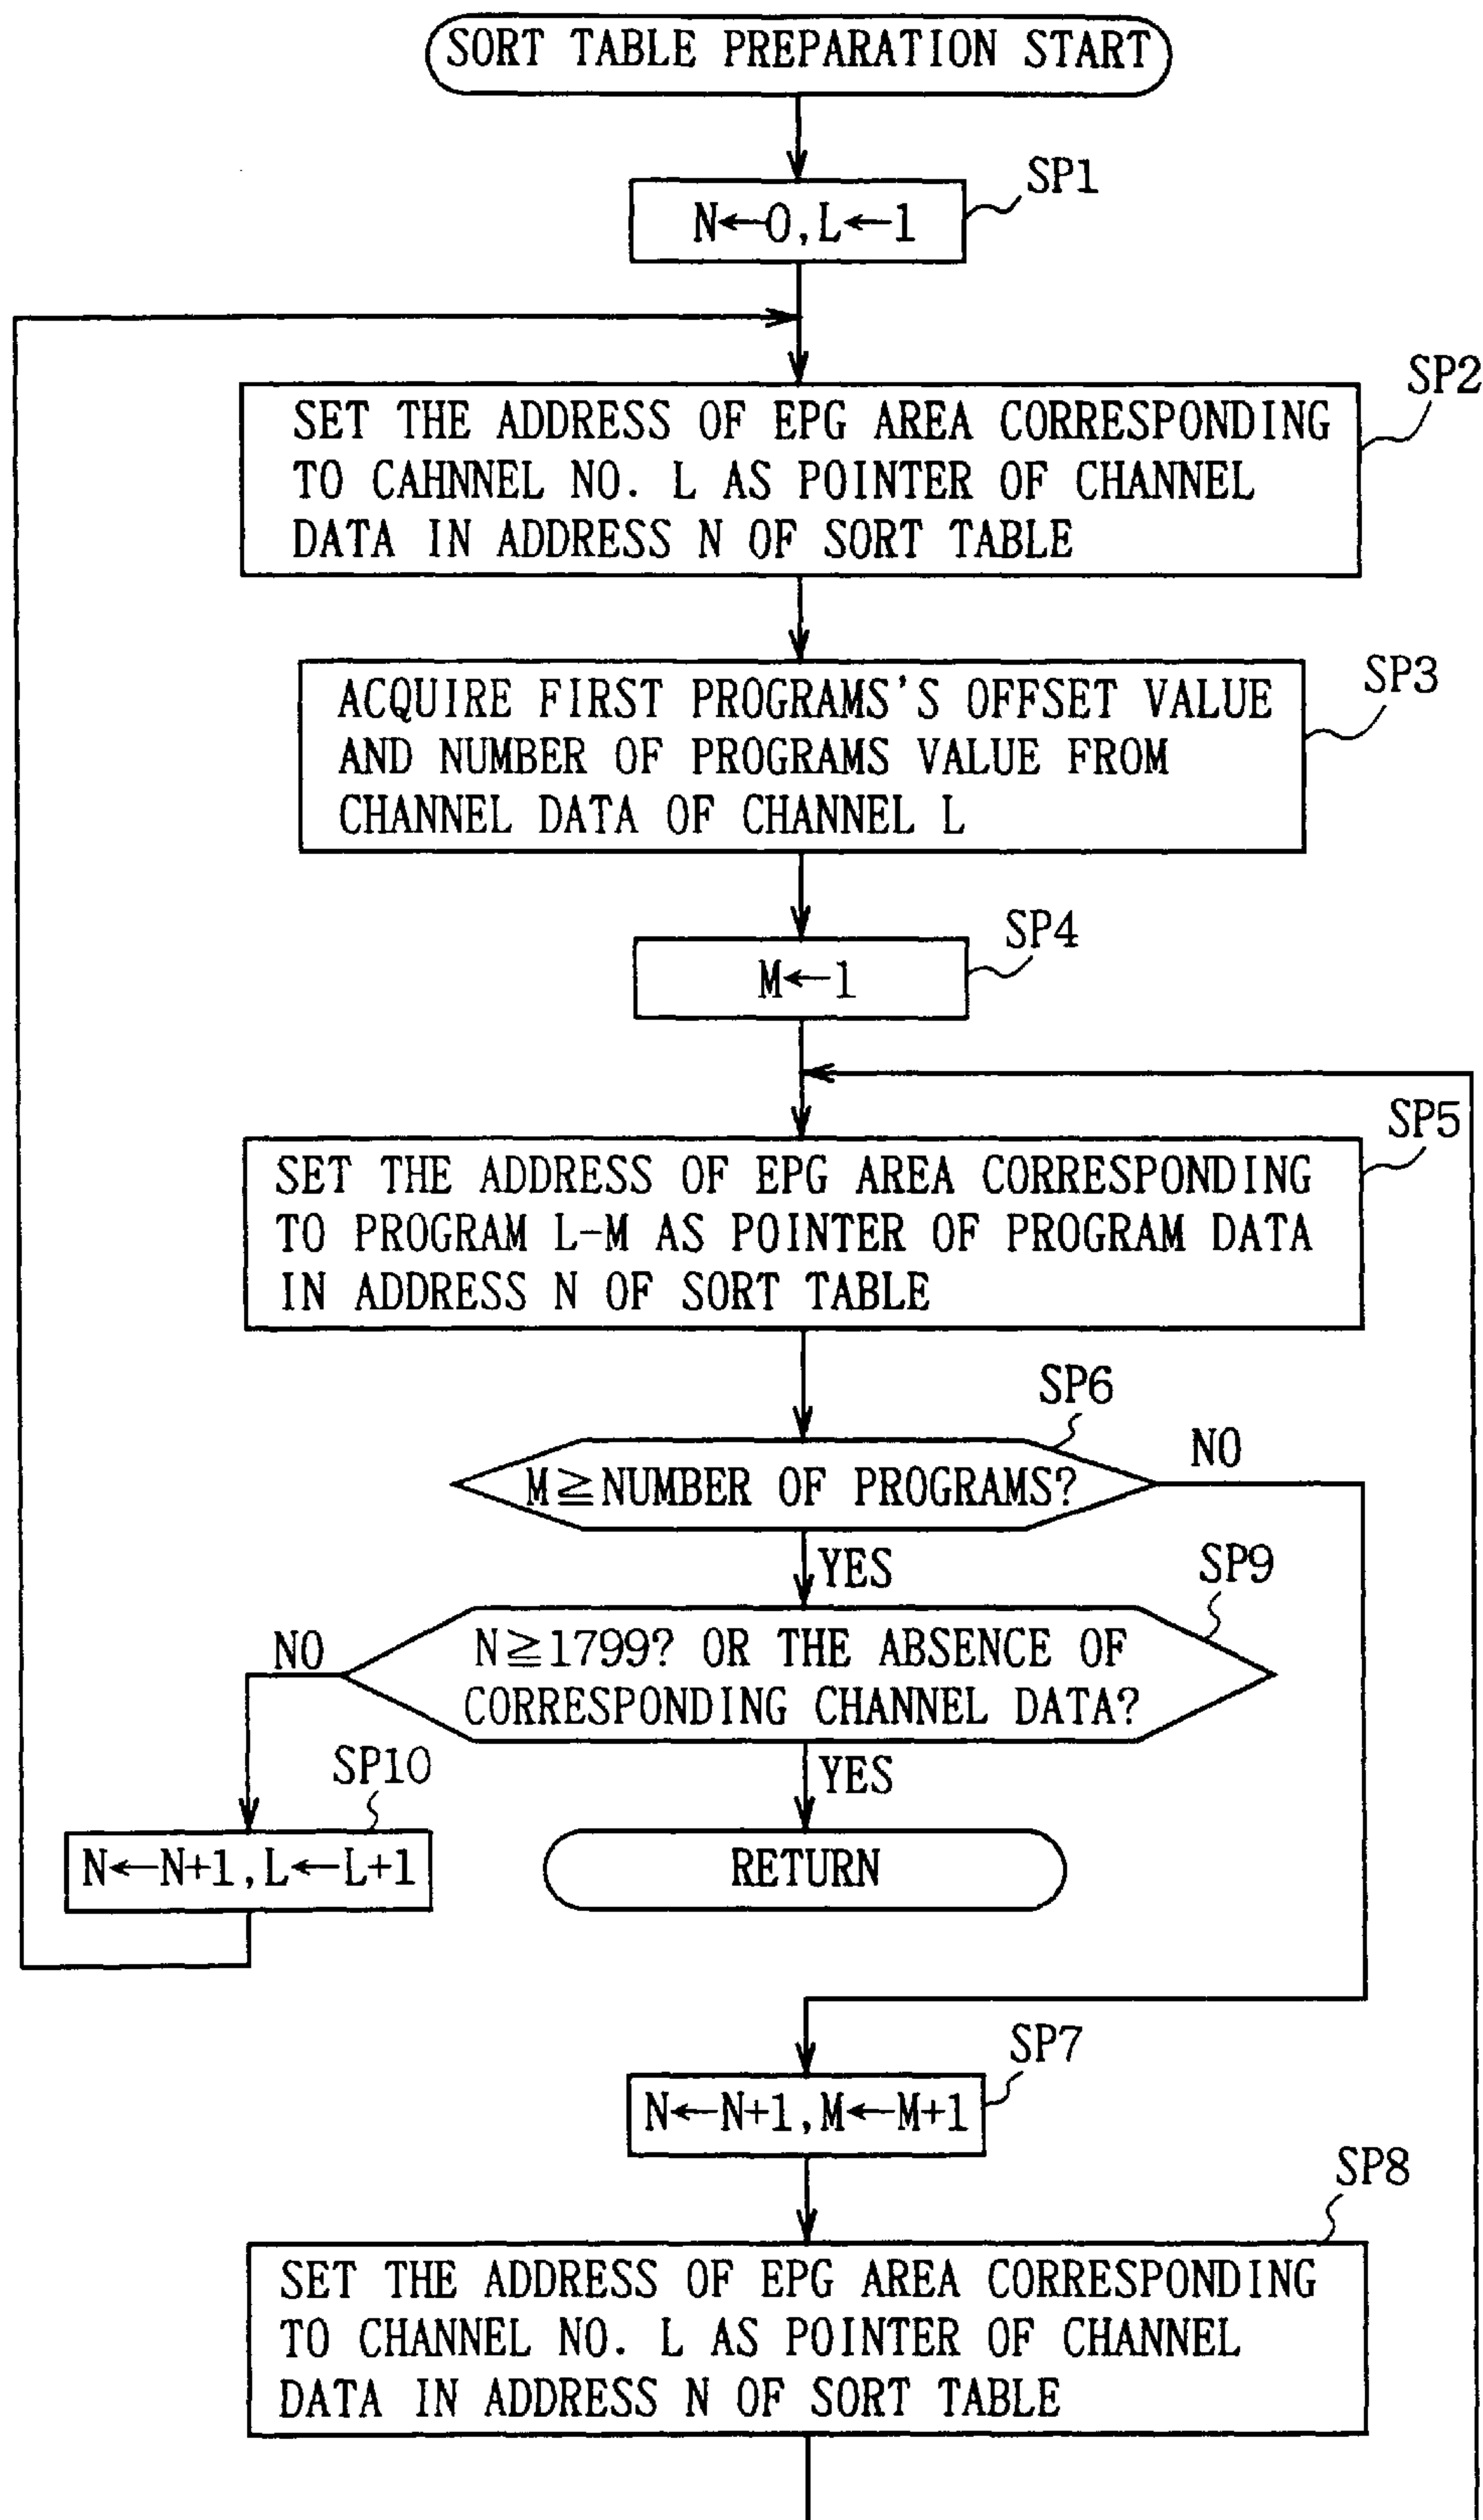 SORT TABLE PREPARATION START
SP1
N←0,L←1
SP2
SET THE ADDRESS OF EPG AREA CORRESPONDING
TO CAHNNEL NO. L AS POINTER OF CHANNEL
DATA IN ADDRESS N OF SORT TABLE
SP3
ACQUIRE FIRST PROGRAMS'S OFFSET VALUE
AND NUMBER OF PROGRAMS VALUE FROM
CHANNEL DATA OF CHANNEL L
SP4
M←1
SP5
SET THE ADDRESS OF EPG AREA CORRESPONDING
TO PROGRAM L-M AS POINTER OF PROGRAM DATA
IN ADDRESS N OF SORT TABLE
SP6
M≧NUMBER OF PROGRAMS?
NO
YES
SP9
N≧1799? OR THE ABSENCE OF
CORRESPONDING CHANNEL DATA?
NO
YES
SP10
N←N+1,L←L+1
RETURN
SP7
N←N+1,M←M+1
SP8
SET THE ADDRESS OF EPG AREA CORRESPONDING
TO CHANNEL NO. L AS POINTER OF CHANNEL
DATA IN ADDRESS N OF SORT TABLE